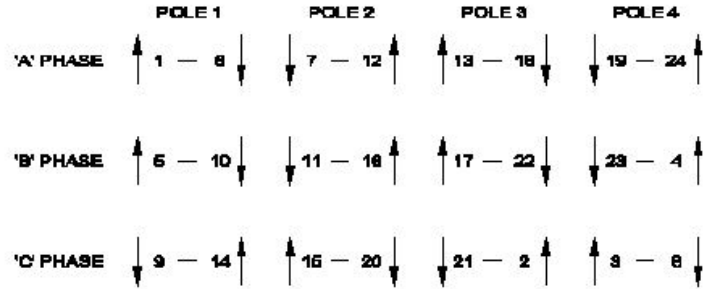 POLE 1 POLE 2 POLE 3 POLE 4
'A' PHASE 1 — 6 7 — 12 13 — 18 19 — 24
'B' PHASE 5 — 10 11 — 16 17 — 22 23 — 4
'C' PHASE 9 — 14 15 — 20 21 — 2 3 — 8